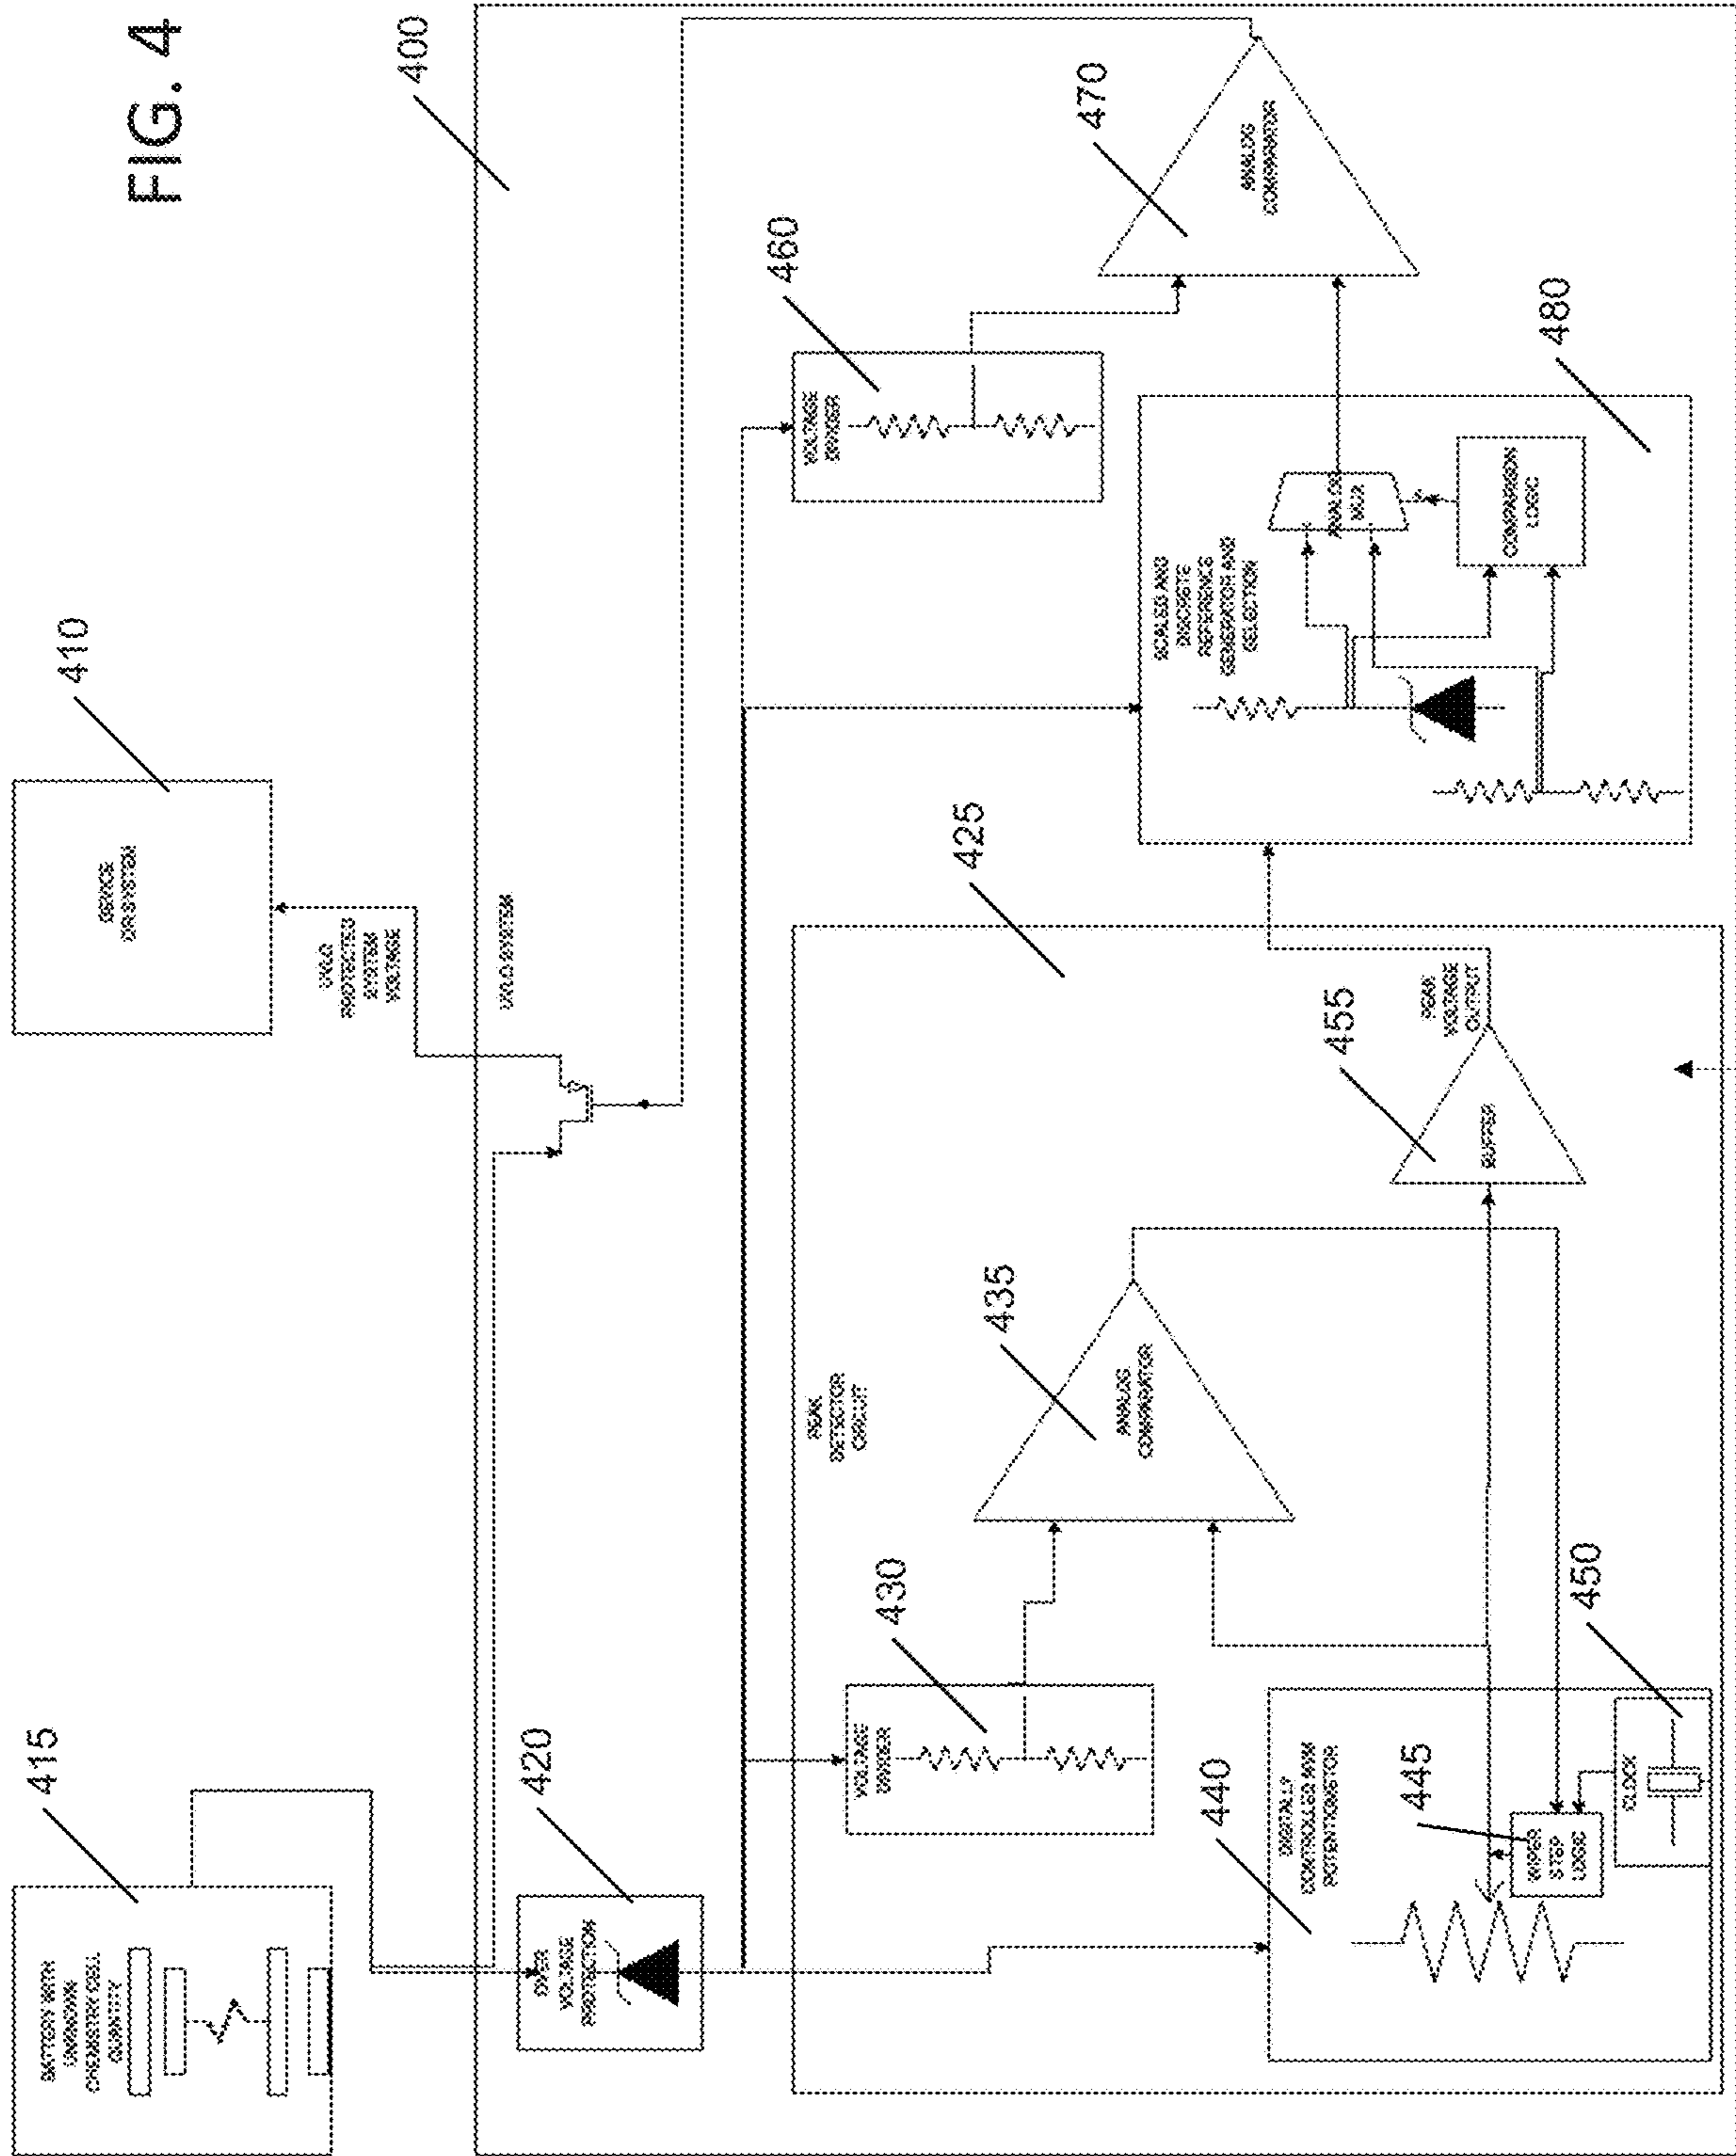 FIG. 4
400
410
DEVICE
OR SYSTEM
UVLO
PROTECTED
SYSTEM
VOLTAGE
UVLO SYSTEM
415
BATTERY WITH
UNKNOWN
CHEMISTRY/CELL
QUANTITY
420
OVER
VOLTAGE
PROTECTION
425
PEAK
DETECTOR
CIRCUIT
430
VOLTAGE
DIVIDER
435
ANALOG
COMPARATOR
440
DIGITALLY
CONTROLLED
POTENTIOMETER
445
WIPER
STEP
LOGIC
450
CLOCK
455
BUFFER
PEAK
VOLTAGE
OUTPUT
460
VOLTAGE
DIVIDER
470
ANALOG
COMPARATOR
480
SCALED AND
DISCRETE
REFERENCE
GENERATOR AND
SELECTION
ANALOG
MUX
COMPARISON
LOGIC